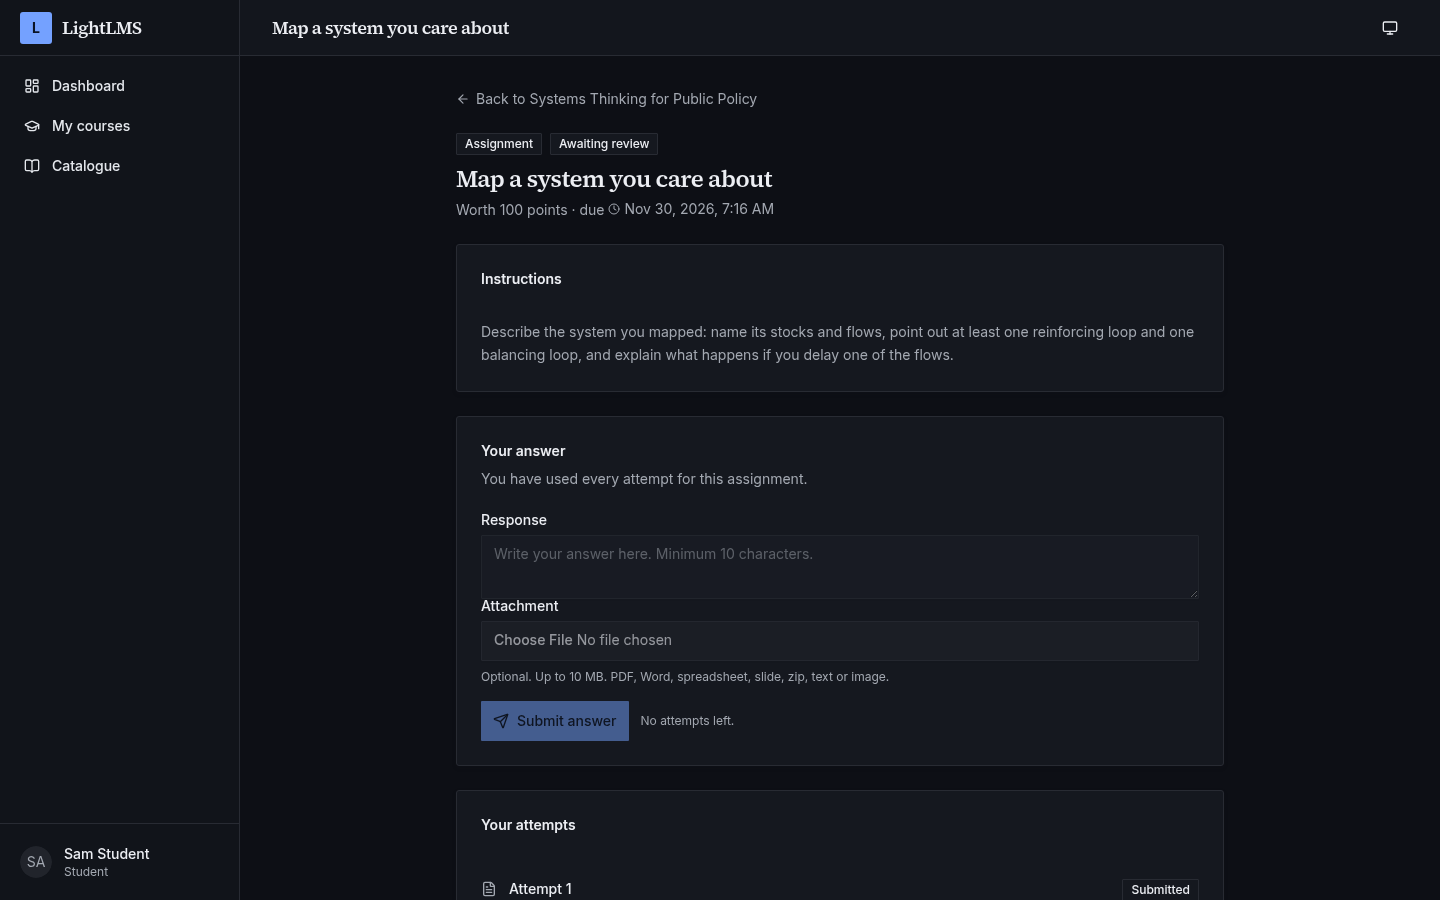 L LightLMS
Map a system you care about
Dashboard
My courses
Catalogue
Back to Systems Thinking for Public Policy
Assignment Awaiting review
Map a system you care about
Worth 100 points · due Nov 30, 2026, 7:16 AM
Instructions
Describe the system you mapped: name its stocks and flows, point out at least one reinforcing loop and one
balancing loop, and explain what happens if you delay one of the flows.
Your answer
You have used every attempt for this assignment.
Response
Write your answer here. Minimum 10 characters.
Attachment
Choose File No file chosen
Optional. Up to 10 MB. PDF, Word, spreadsheet, slide, zip, text or image.
Submit answer No attempts left.
Your attempts
Attempt 1 Submitted
SA Sam Student
Student